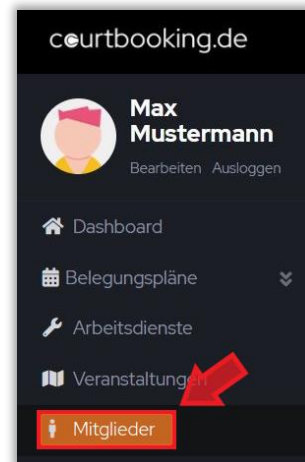 courtbooking.de
Max
Mustermann
Bearbeiten Ausloggen
Dashboard
Belegungspläne
Arbeitsdienste
Veranstaltungen
Mitglieder